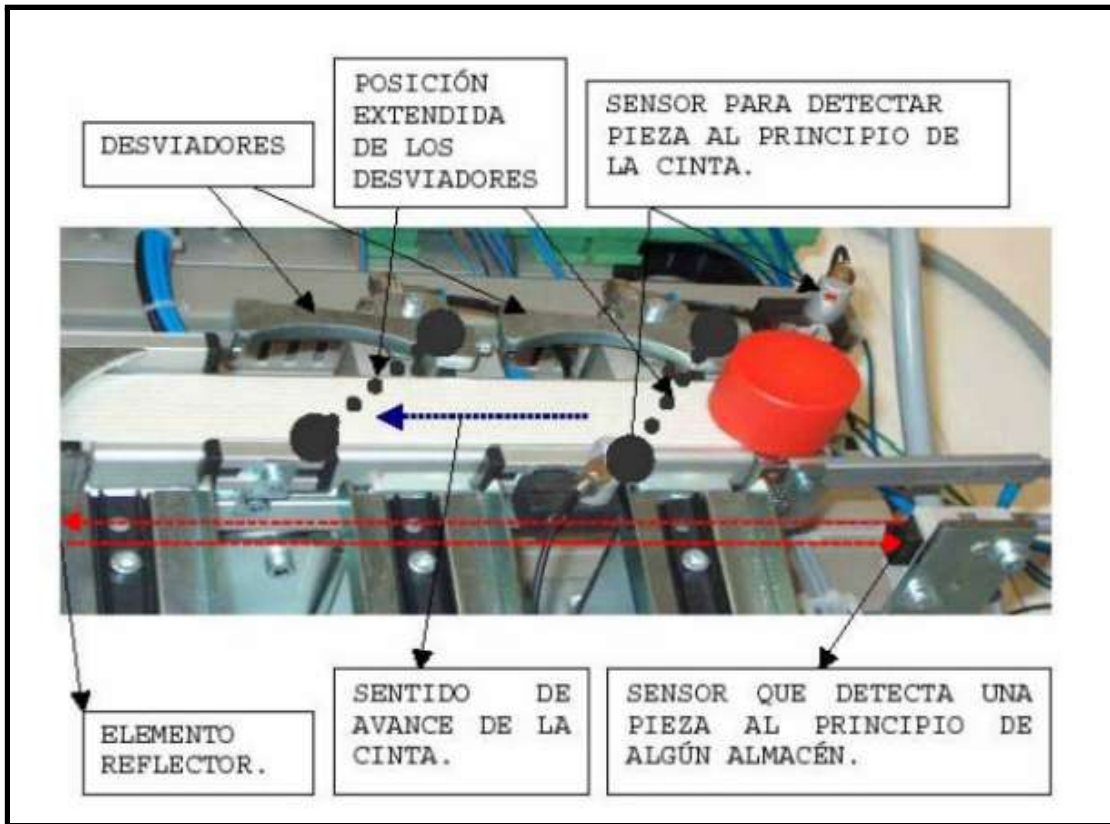 DESVIADORES
POSICIÓN
EXTENDIDA
DE LOS
DESVIADORES
SENSOR PARA DETECTAR
PIEZA AL PRINCIPIO DE
LA CINTA.
ELEMENTO
REFLECTOR.
SENTIDO DE
AVANCE DE LA
CINTA.
SENSOR QUE DETECTA UNA
PIEZA AL PRINCIPIO DE
ALGÚN ALMACÉN.